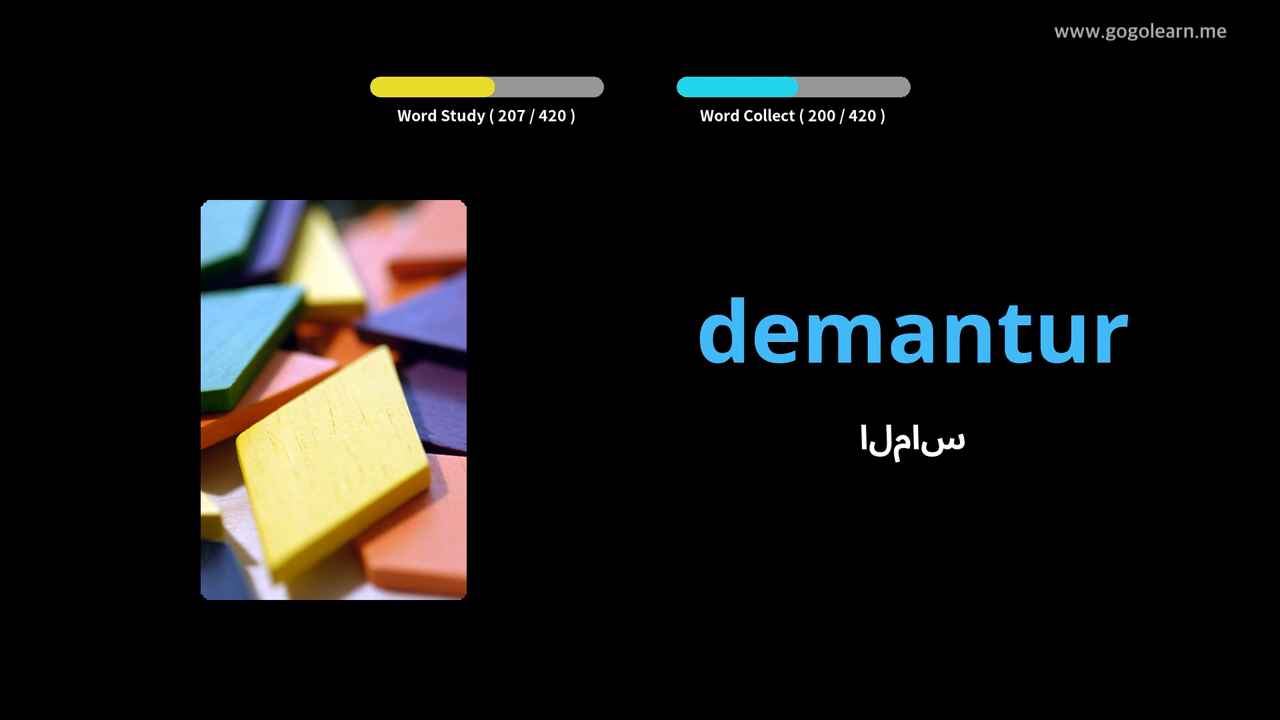 www.gogolearn.me
Word Study ( 207 / 420 )
Word Collect ( 200 / 420 )
demantur
الماس